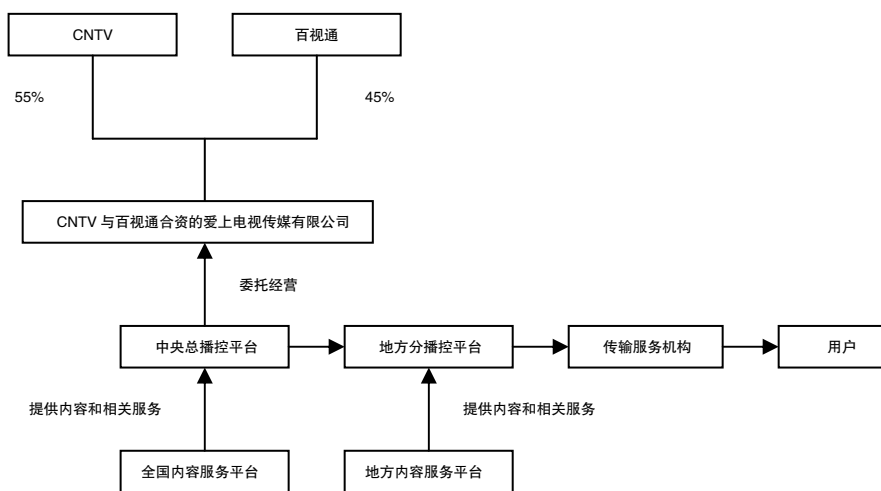 CNTV
百视通
55%
45%
CNTV 与百视通合资的爱上电视传媒有限公司
委托经营
中央总播控平台
地方分播控平台
传输服务机构
用户
提供内容和相关服务
提供内容和相关服务
全国内容服务平台
地方内容服务平台